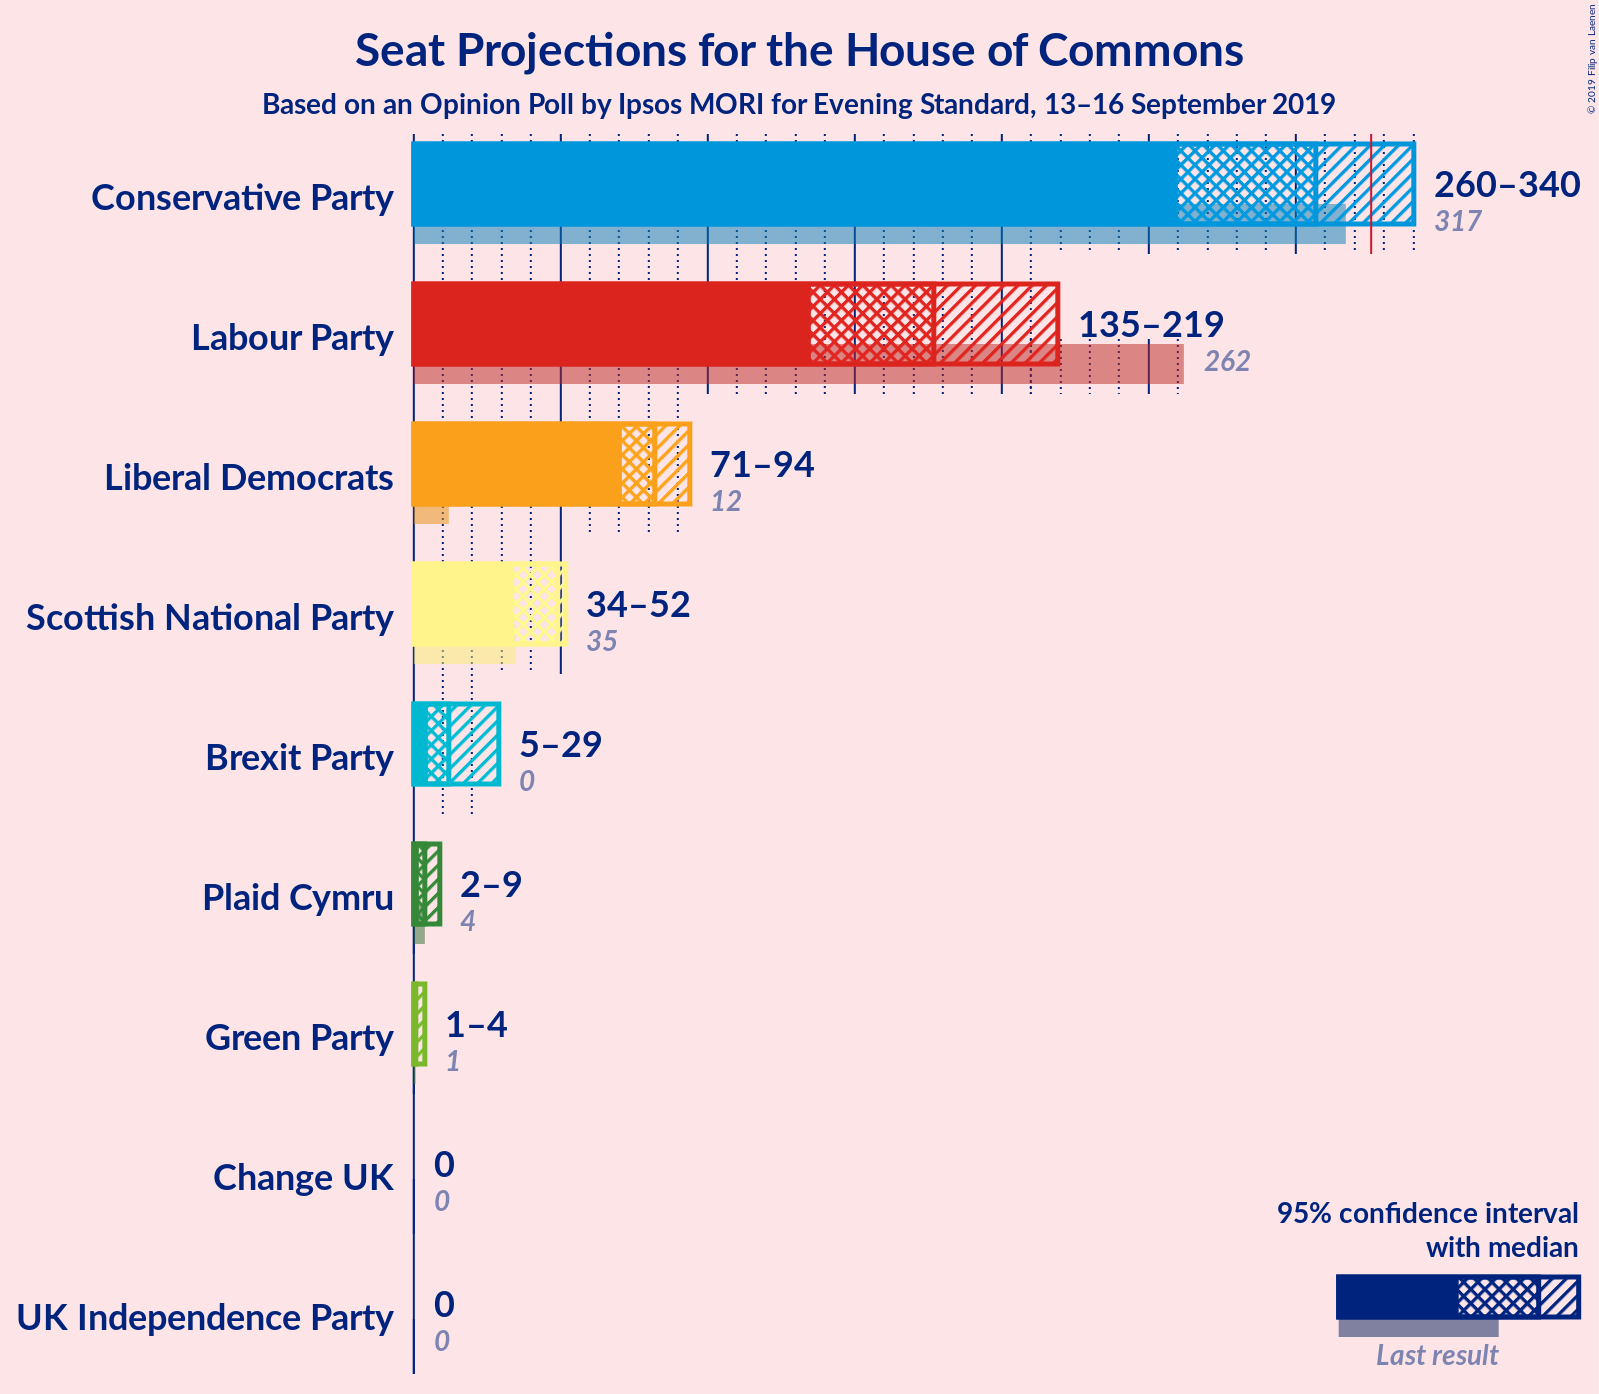 Seat Projections for the House of Commons
Based on an Opinion Poll by Ipsos MORI for Evening Standard, 13–16 September 2019
© 2019 Filip van Laenen
Conservative Party
260–340
317
Labour Party
135–219
262
Liberal Democrats
71–94
12
Scottish National Party
34–52
35
Brexit Party
5–29
0
Plaid Cymru
2–9
4
Green Party
1–4
1
Change UK
0
0
UK Independence Party
0
0
95% confidence interval
with median
Last result